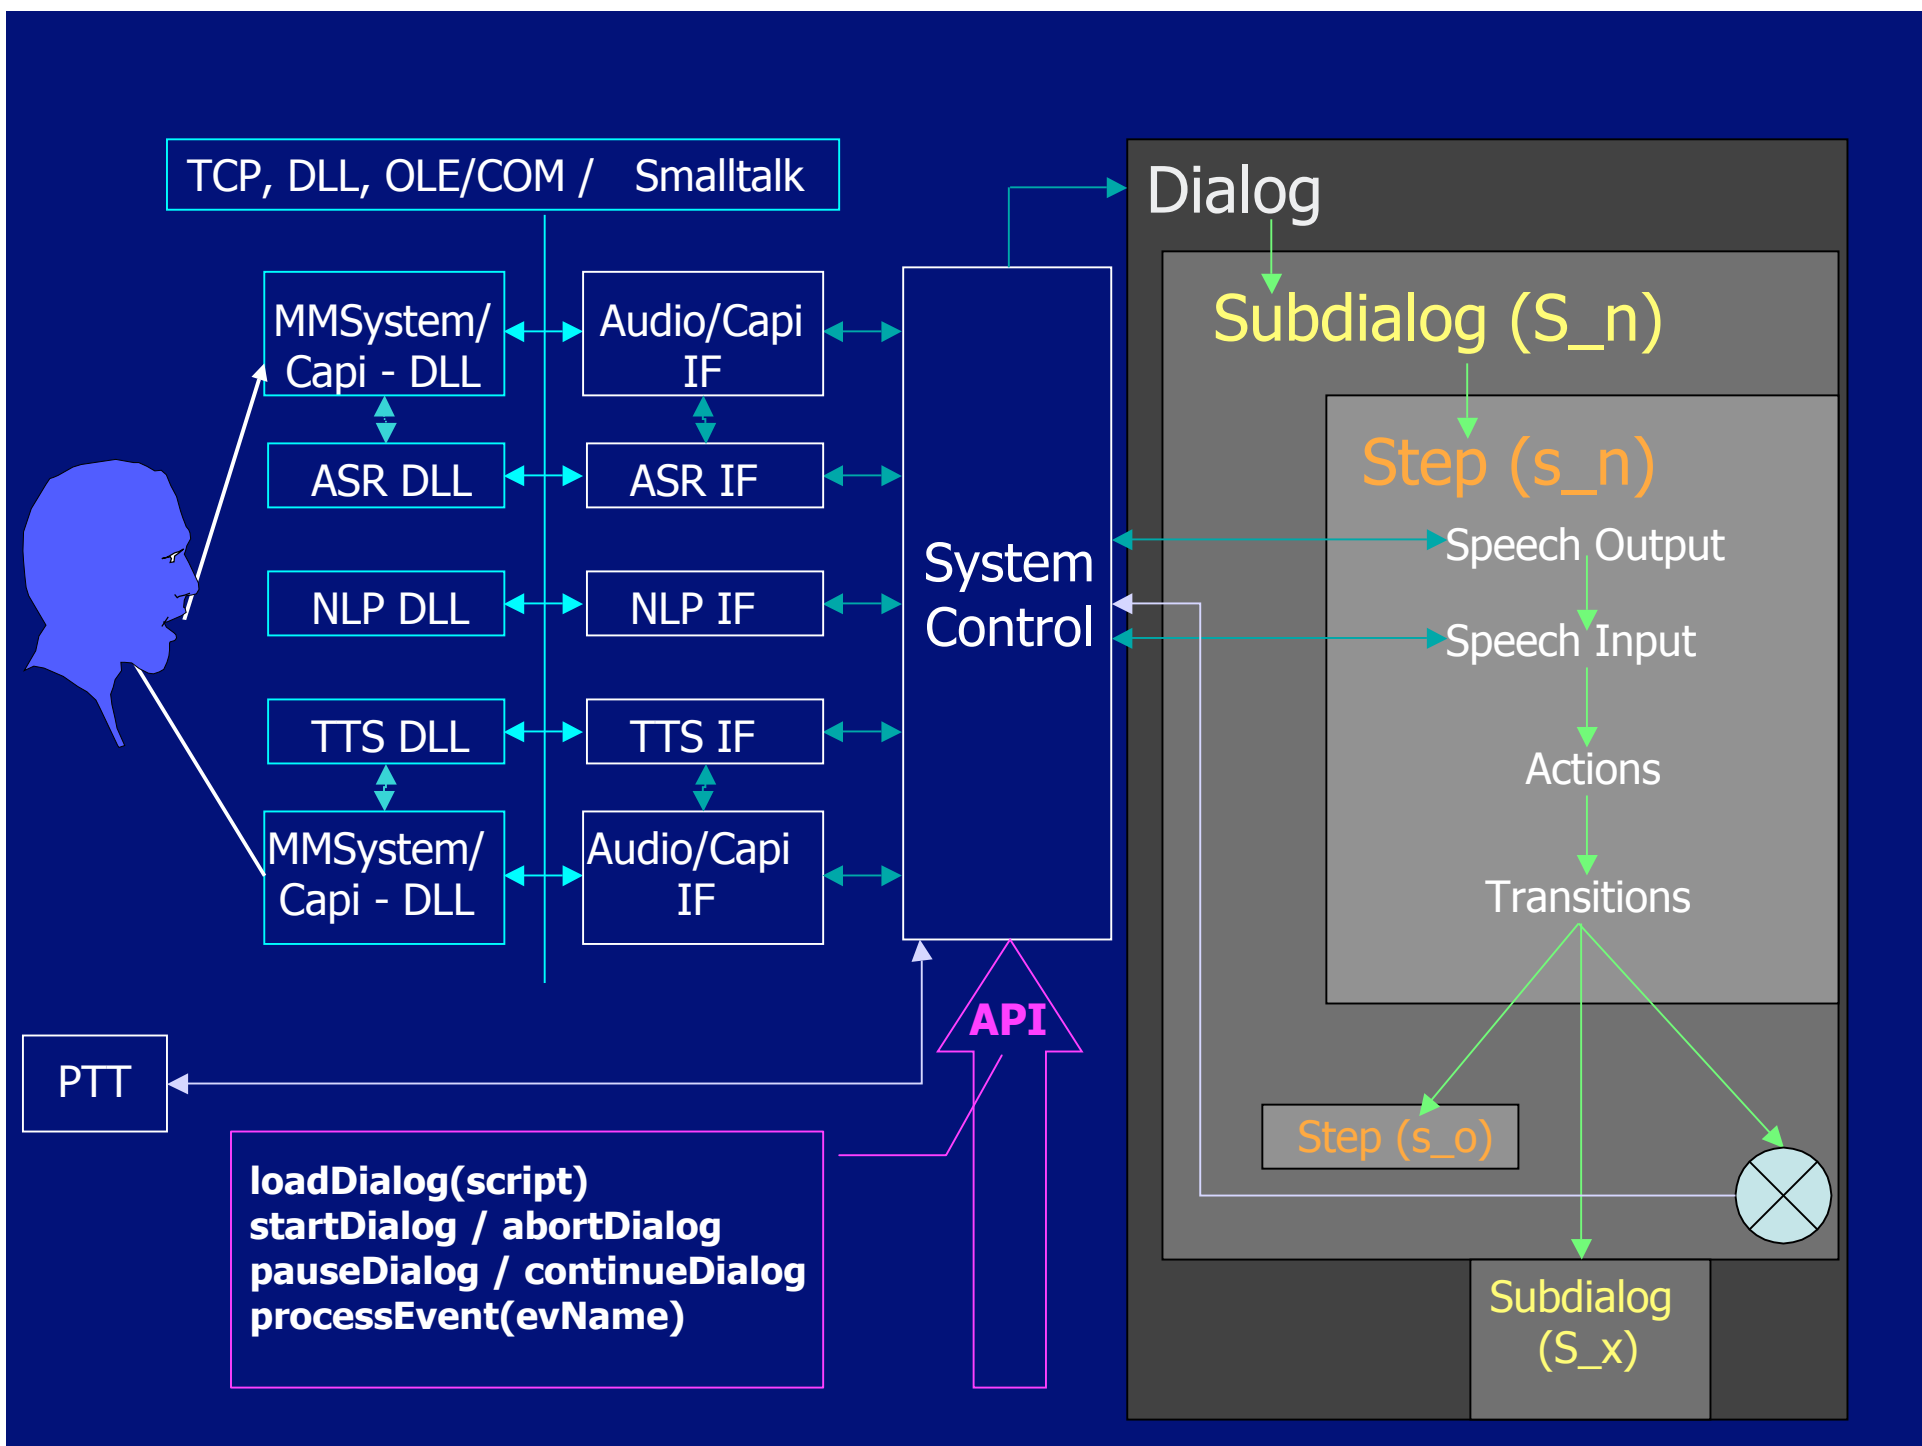 TCP, DLL, OLE/COM / Smalltalk
MMSystem/
Capi - DLL
Audio/Capi
IF
ASR DLL
ASR IF
NLP DLL
NLP IF
TTS DLL
TTS IF
MMSystem/
Capi - DLL
Audio/Capi
IF
System
Control
PTT
API
loadDialog(script)
startDialog / abortDialog
pauseDialog / continueDialog
processEvent(evName)
Dialog
Subdialog (S_n)
Step (s_n)
Speech Output
Speech Input
Actions
Transitions
Step (s_o)
Subdialog
(S_x)